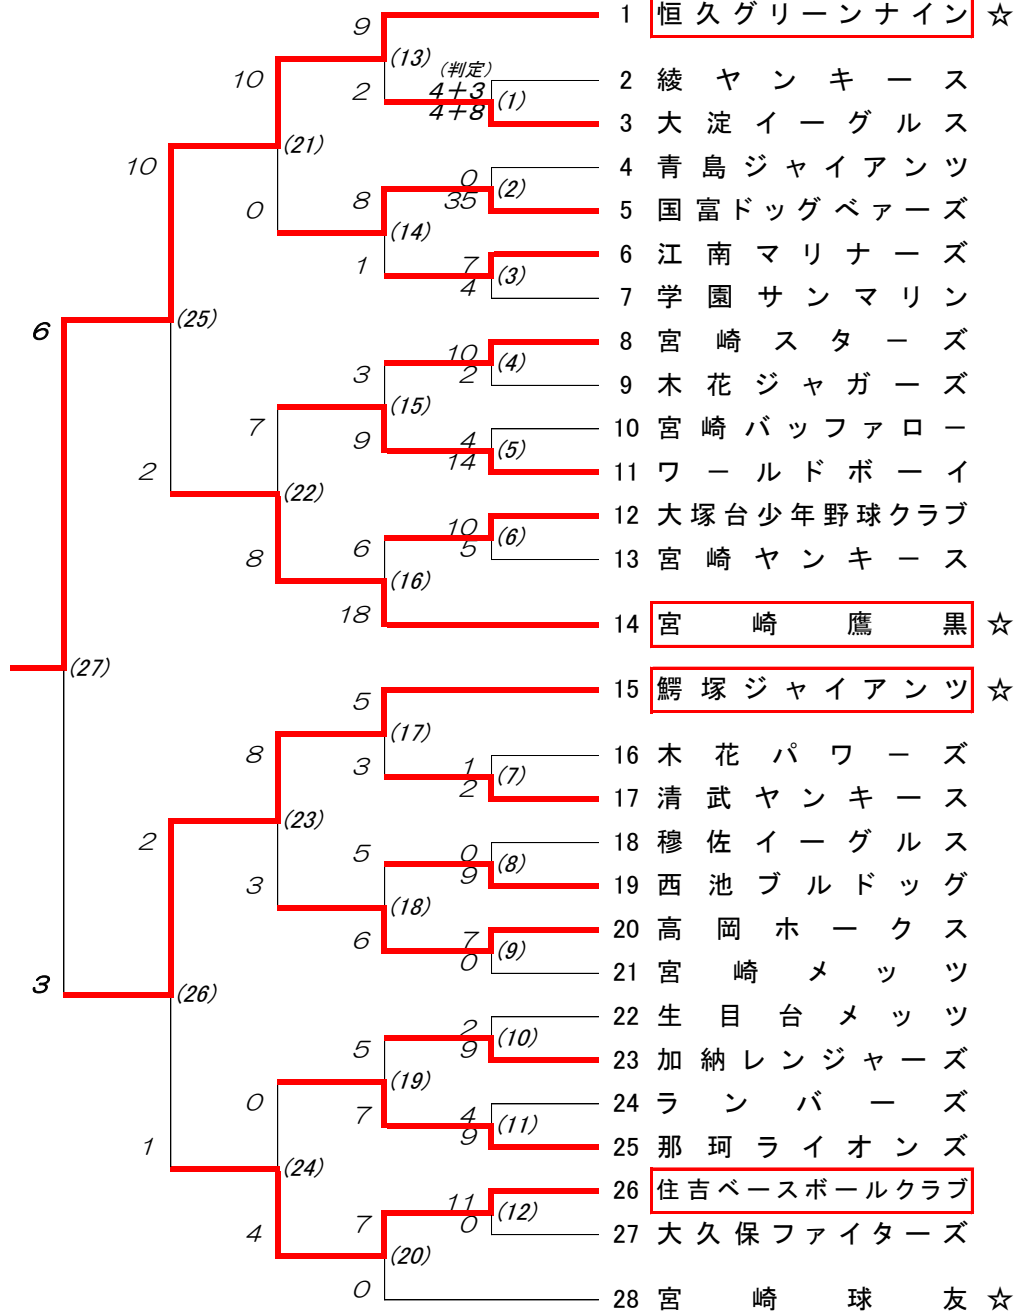 9 1 恒久グリーンナイン ☆
(13) (判定)
10 2 4+3 2 綾ヤンキース
4+8 (1) 3 大淀イーグルス
(21)
10 0 4 青島ジャイアンツ
0 8 35 (2) 5 国富ドッグベァーズ
(14)
1 7 6 江南マリナーズ
4 (3) 7 学園サンマリン
6 (25)
3 10 8 宮崎スターズ
2 (4) 9 木花ジャガーズ
(15)
7 9 4 10 宮崎バッファロー
2 14 (5) 11 ワールドボーイ
(22)
10 12 大塚台少年野球クラブ
8 6 5 (6) 13 宮崎ヤンキース
(16)
18 14 宮崎鷹黒 ☆
(27)
5 15 鰐塚ジャイアンツ ☆
(17)
8 3 1 16 木花パワーズ
2 (7) 17 清武ヤンキース
(23)
2 5 0 18 穆佐イーグルス
3 9 (8) 19 西池ブルドッグ
(18)
6 7 20 高岡ホークス
0 (9) 21 宮崎メッツ
3 (26)
5 2 22 生目台メッツ
9 (10) 23 加納レンジャーズ
(19)
0 7 4 24 ランバーズ
1 9 (11) 25 那珂ライオンズ
(24)
11 26 住吉ベースボールクラブ
4 7 0 (12) 27 大久保ファイターズ
(20)
0 28 宮崎球友 ☆